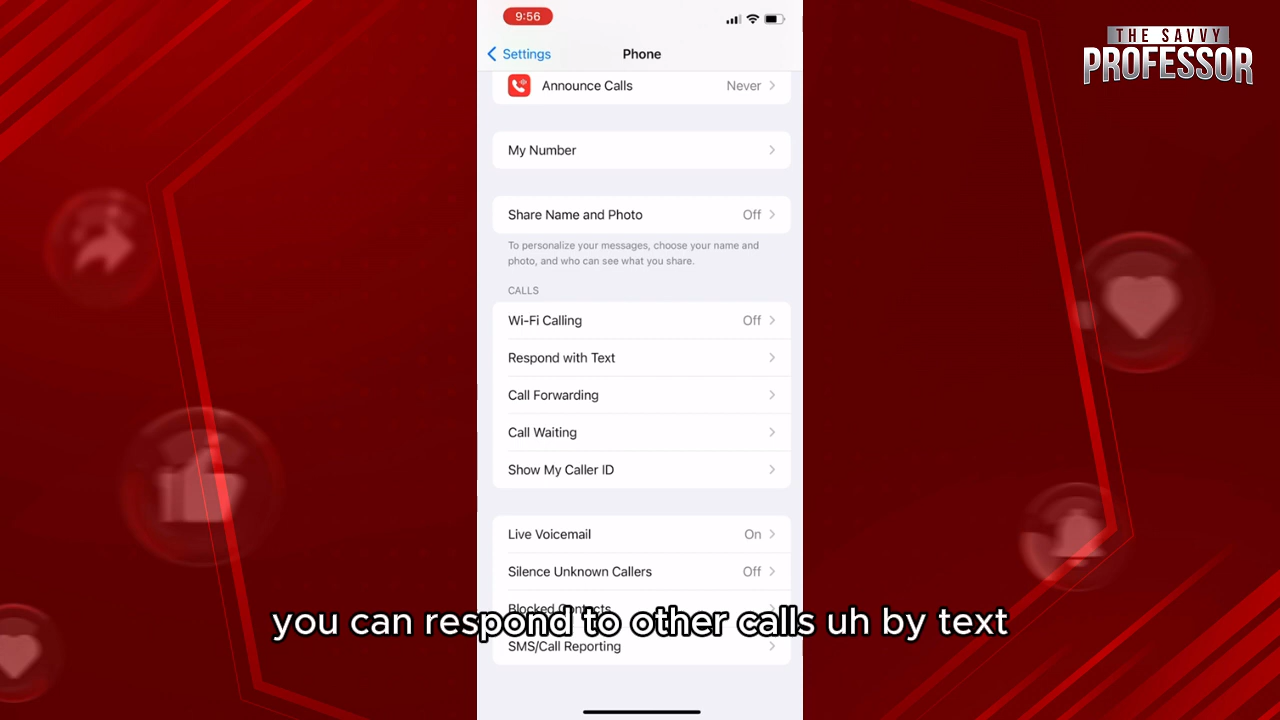 9:56
THE SAVVY
PROFESSOR
Settings
Phone
Announce Calls Never
My Number
Share Name and Photo Off
To personalize your messages, choose your name and
photo, and who can see what you share.
CALLS
Wi-Fi Calling Off
Respond with Text
Call Forwarding
Call Waiting
Show My Caller ID
Live Voicemail On
Silence Unknown Callers Off
Blocked Contacts
you can respond to other calls uh by text
SMS/Call Reporting